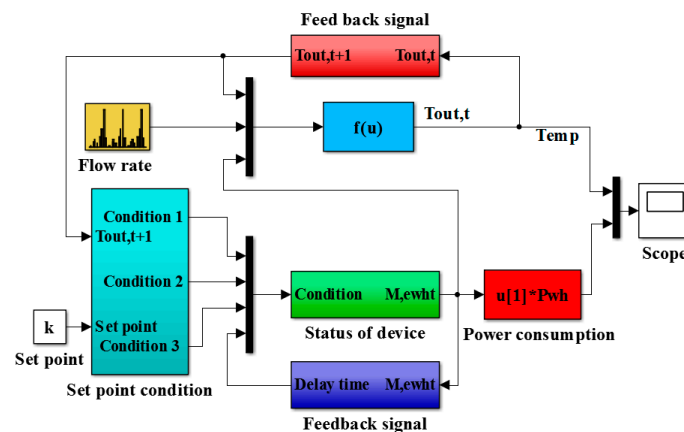 Feed back signal
Tout,t+1 Tout,t
Tout,t
f(u)
Temp
Flow rate
Scope
Condition 1
Tout,t+1
Condition 2
Set point
Condition 3
k
Set point
Set point condition
Condition M,ewht
Status of device
u[1]*Pwh
Power consumption
Delay time M,ewht
Feedback signal